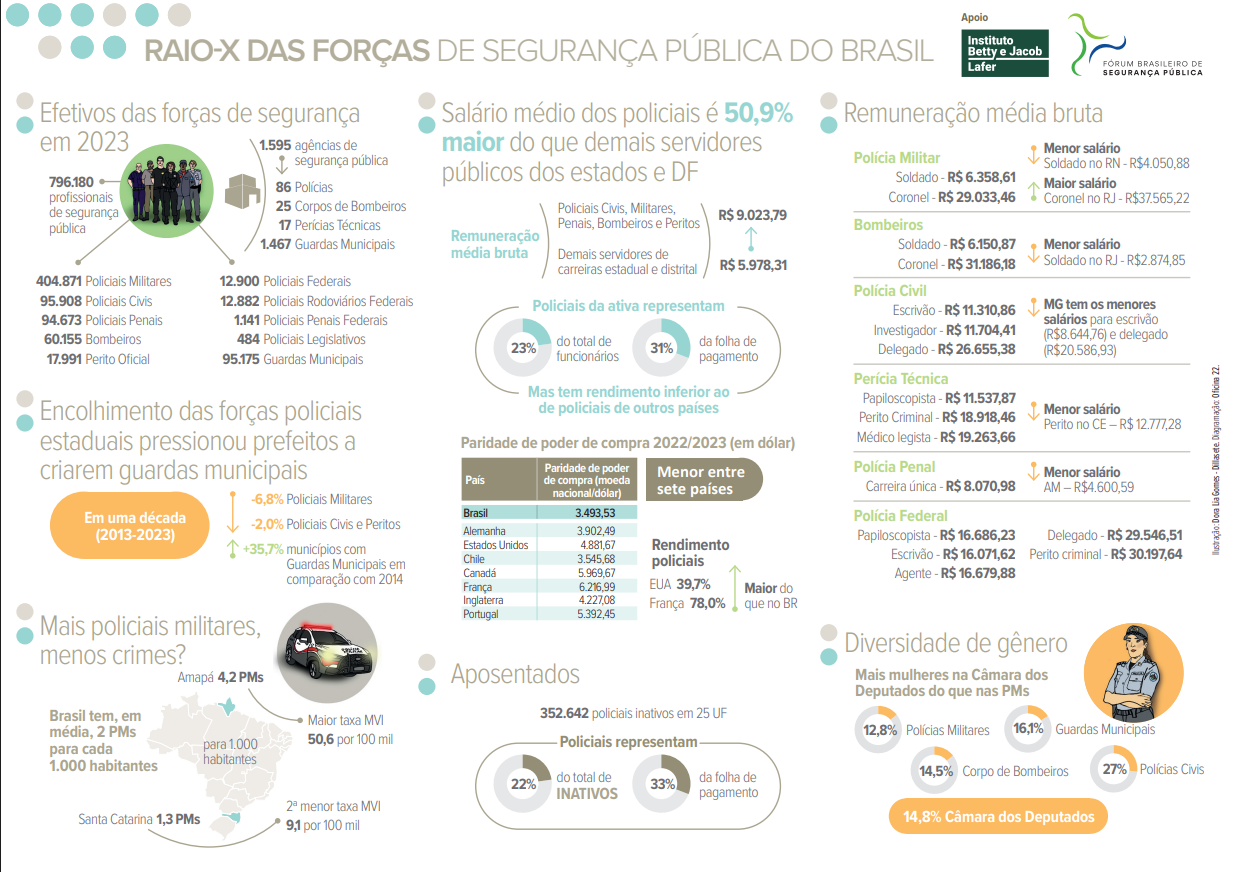 RAIO-X DAS FORÇAS DE SEGURANÇA PÚBLICA DO BRASIL
Apoio
Instituto
Betty e Jacob
Lafer
FÓRUM BRASILEIRO DE
SEGURANÇA PÚBLICA
Efetivos das forças de segurança
em 2023
796.180
profissionais
de segurança
pública
1.595 agências de
segurança pública
86 Polícias
25 Corpos de Bombeiros
17 Perícias Técnicas
1.467 Guardas Municipais
404.871 Policiais Militares
95.908 Policiais Civis
94.673 Policiais Penais
60.155 Bombeiros
17.991 Perito Oficial
12.900 Policiais Federais
12.882 Policiais Rodoviários Federais
1.141 Policiais Penais Federais
484 Policiais Legislativos
95.175 Guardas Municipais
Encolhimento das forças policiais
estaduais pressionou prefeitos a
criarem guardas municipais
Em uma década
(2013-2023)
-6,8% Policiais Militares
-2,0% Policiais Civis e Peritos
+35,7% municípios com
Guardas Municipais em
comparação com 2014
Mais policiais militares,
menos crimes?
Amapá 4,2 PMs
Brasil tem, em
média, 2 PMs
para cada
1.000 habitantes
para 1.000
habitantes
Maior taxa MVI
50,6 por 100 mil
Santa Catarina 1,3 PMs
2ª menor taxa MVI
9,1 por 100 mil
Salário médio dos policiais é 50,9%
maior do que demais servidores
públicos dos estados e DF
Remuneração
média bruta
Policiais Civis, Militares,
Penais, Bombeiros e Peritos
Demais servidores de
carreiras estadual e distrital
R$ 9.023,79
R$ 5.978,31
Policiais da ativa representam
23%
do total de
funcionários
31%
da folha de
pagamento
Mas tem rendimento inferior ao
de policiais de outros países
Paridade de poder de compra 2022/2023 (em dólar)
País
Paridade de poder
de compra (moeda
nacional/dólar)
Brasil 3.493,53
Alemanha 3.902,49
Estados Unidos 4.881,67
Chile 3.545,68
Canadá 5.969,67
França 6.216,99
Inglaterra 4.227,08
Portugal 5.392,45
Menor entre
sete países
Rendimento
policiais
EUA 39,7%
França 78,0%
Maior do
que no BR
Aposentados
352.642 policiais inativos em 25 UF
Policiais representam
22%
do total de
INATIVOS
33%
da folha de
pagamento
Remuneração média bruta
Polícia Militar
Soldado - R$ 6.358,61
Coronel - R$ 29.033,46
Menor salário
Soldado no RN - R$4.050,88
Maior salário
Coronel no RJ - R$37.565,22
Bombeiros
Soldado - R$ 6.150,87
Coronel - R$ 31.186,18
Menor salário
Soldado no RJ - R$2.874,85
Polícia Civil
Escrivão - R$ 11.310,86
Investigador - R$ 11.704,41
Delegado - R$ 26.655,38
MG tem os menores
salários para escrivão
(R$8.644,76) e delegado
(R$20.586,93)
Perícia Técnica
Papiloscopista - R$ 11.537,87
Perito Criminal - R$ 18.918,46
Médico legista - R$ 19.263,66
Menor salário
Perito no CE – R$ 12.777,28
Polícia Penal
Carreira única - R$ 8.070,98
Menor salário
AM – R$4.600,59
Polícia Federal
Papiloscopista - R$ 16.686,23
Escrivão - R$ 16.071,62
Agente - R$ 16.679,88
Delegado - R$ 29.546,51
Perito criminal - R$ 30.197,64
Diversidade de gênero
Mais mulheres na Câmara dos
Deputados do que nas PMs
12,8% Polícias Militares
16,1% Guardas Municipais
14,5% Corpo de Bombeiros
27% Polícias Civis
14,8% Câmara dos Deputados
Ilustração: Dora Lia Gomes - Dillasete. Diagramação: Oficina 22.